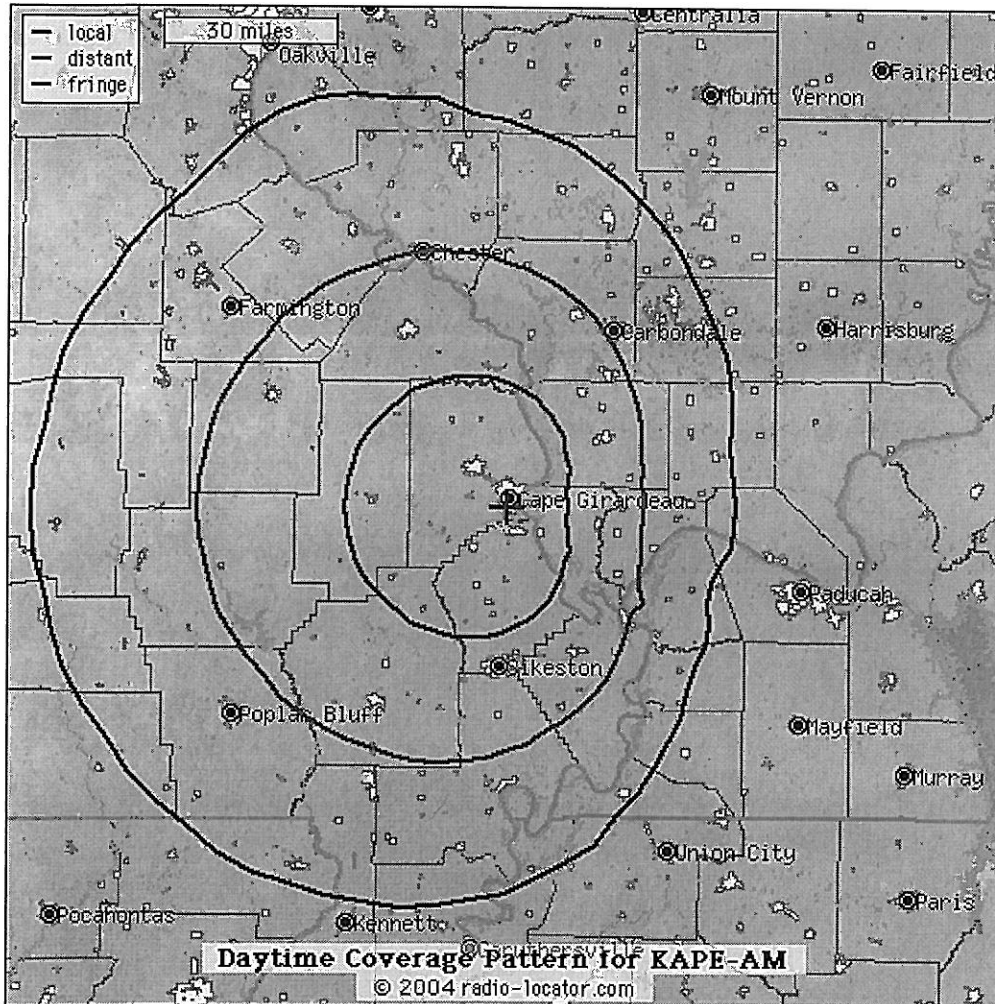 local
distant
fringe
30 miles
Oakville
Centralia
Fairfield
Mount Vernon
Chester
Farmington
Carbondale
Harrisburg
Cape Girardeau
Paducah
Sikeston
Poplar Bluff
Mayfield
Murray
Union City
Pocahontas
Kennett
Paris
Caruthersville
Daytime Coverage Pattern for KAPE-AM
© 2004 radio-locator.com